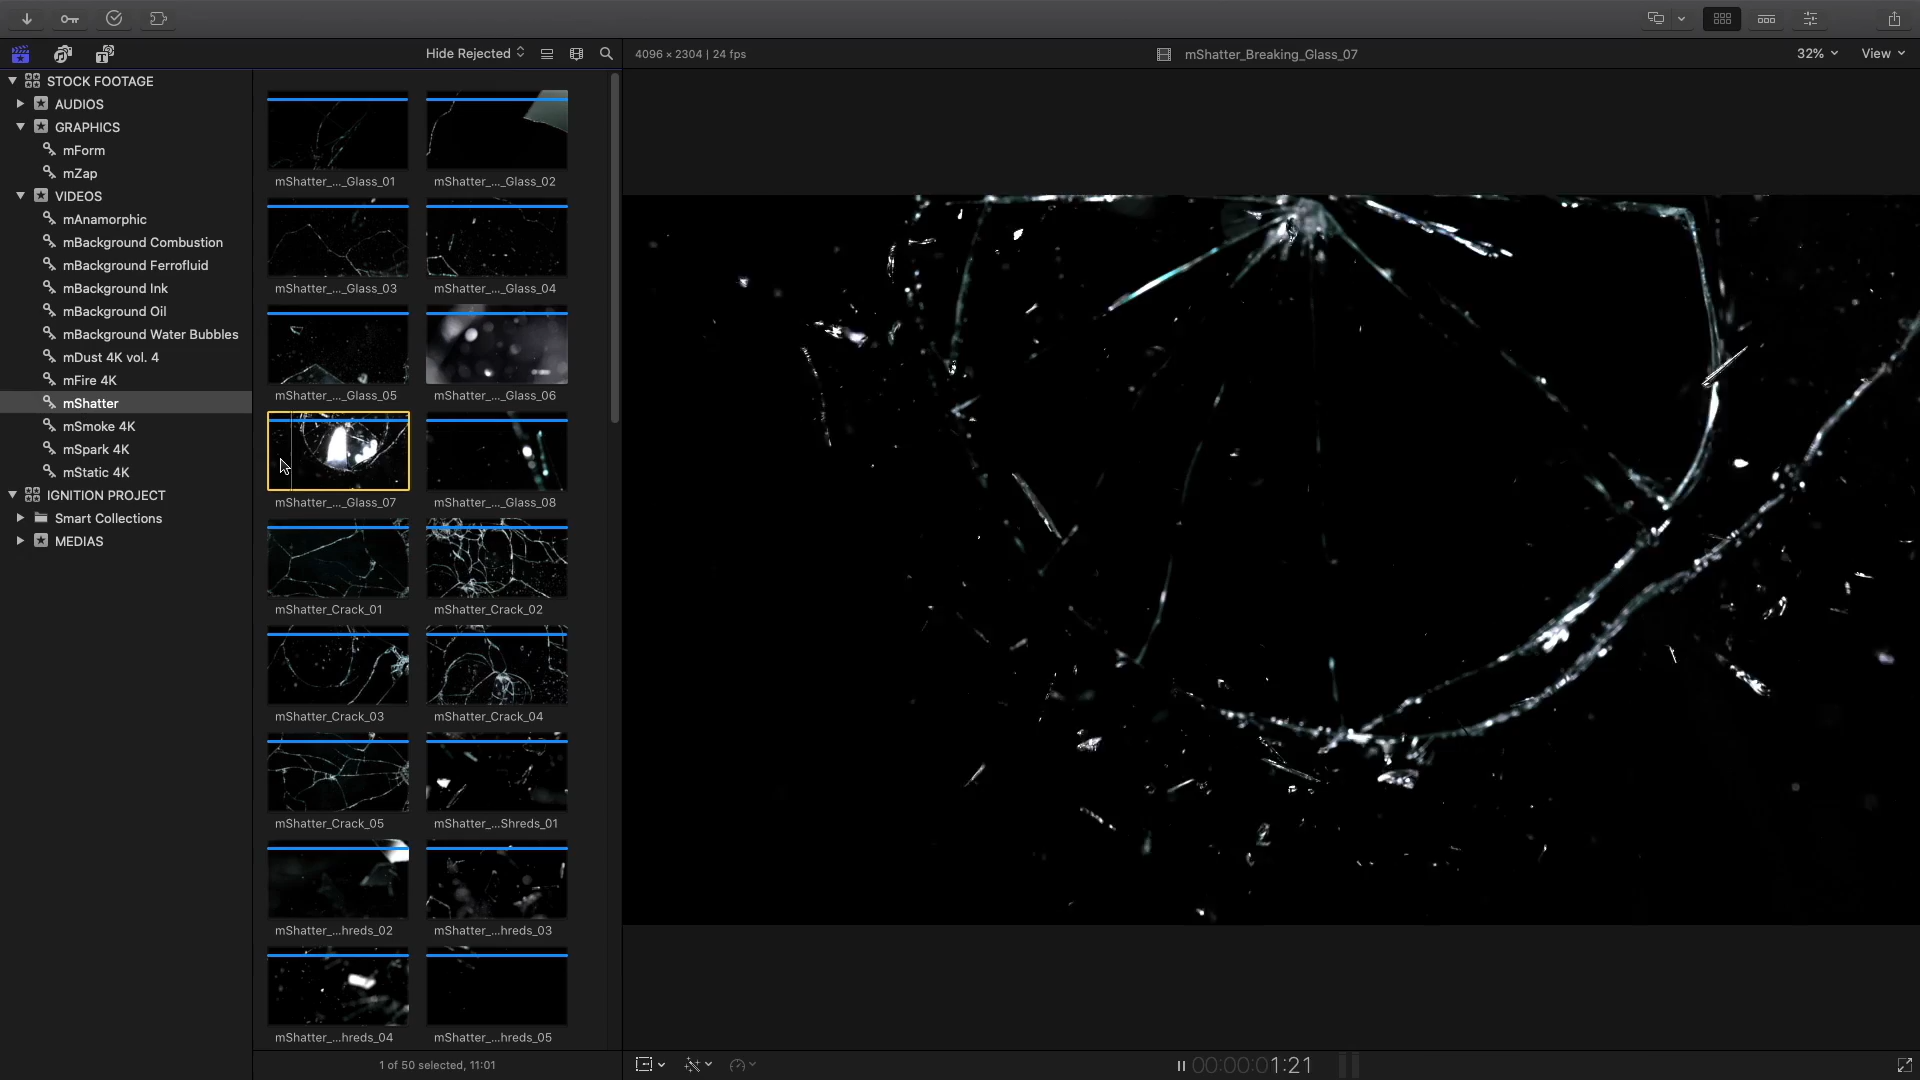 Hide Rejected
4096 × 2304 | 24 fps
mShatter_Breaking_Glass_07
32%
View
STOCK FOOTAGE
AUDIOS
GRAPHICS
mForm
mZap
VIDEOS
mAnamorphic
mBackground Combustion
mBackground Ferrofluid
mBackground Ink
mBackground Oil
mBackground Water Bubbles
mDust 4K vol. 4
mFire 4K
mShatter
mSmoke 4K
mSpark 4K
mStatic 4K
IGNITION PROJECT
Smart Collections
MEDIAS
mShatter_..._Glass_01
mShatter_..._Glass_02
mShatter_..._Glass_03
mShatter_..._Glass_04
mShatter_..._Glass_05
mShatter_..._Glass_06
mShatter_..._Glass_07
mShatter_..._Glass_08
mShatter_Crack_01
mShatter_Crack_02
mShatter_Crack_03
mShatter_Crack_04
mShatter_Crack_05
mShatter_...Shreds_01
mShatter_...hreds_02
mShatter_...hreds_03
mShatter_...hreds_04
mShatter_...hreds_05
1 of 50 selected, 11:01
00:00:01:21